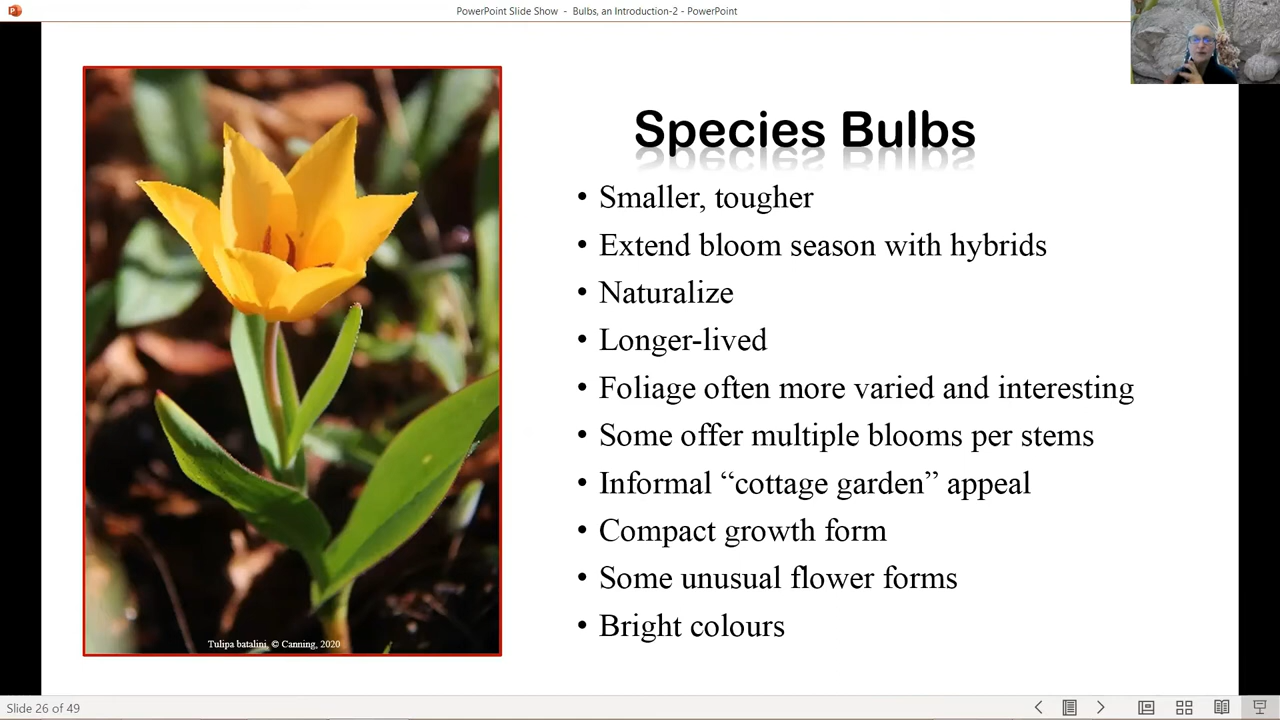 PowerPoint Slide Show - Bulbs, an Introduction-2 - PowerPoint
Species Bulbs
• Smaller, tougher
• Extend bloom season with hybrids
• Naturalize
• Longer-lived
• Foliage often more varied and interesting
• Some offer multiple blooms per stems
• Informal “cottage garden” appeal
• Compact growth form
• Some unusual flower forms
• Bright colours
Tulipa batalini, © Canning, 2020
Slide 26 of 49